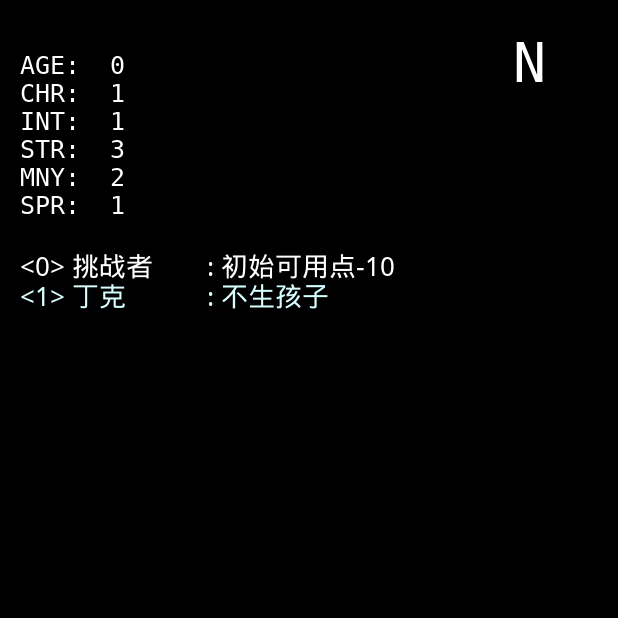 N
AGE: 0
CHR: 1
INT: 1
STR: 3
MNY: 2
SPR: 1
<0> 挑战者 : 初始可用点-10
<1> 丁克 : 不生孩子